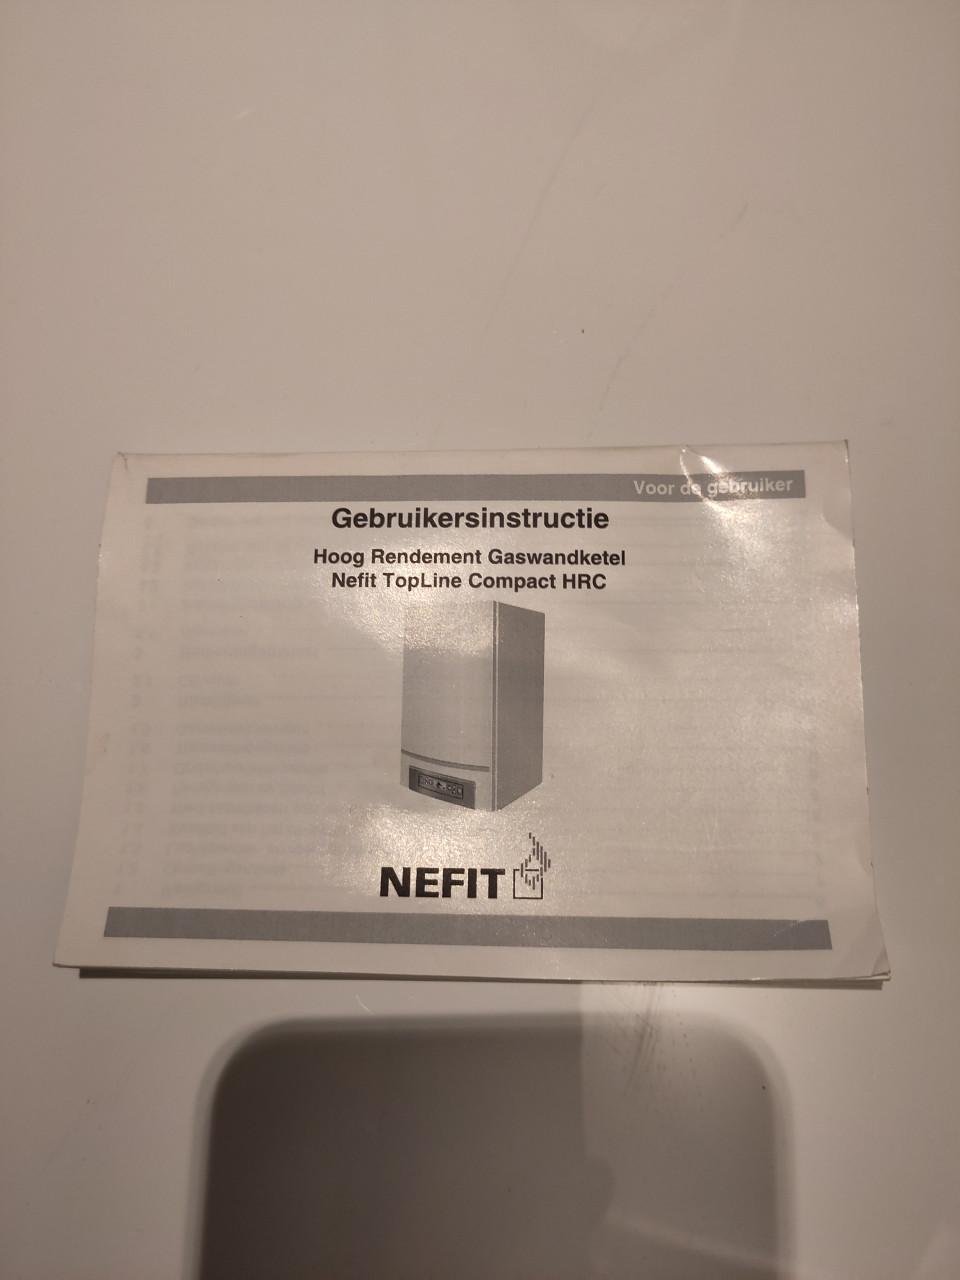 Voor de gebruiker
Gebruikersinstructie
Hoog Rendement Gaswandketel
Nefit TopLine Compact HRC
NEFIT